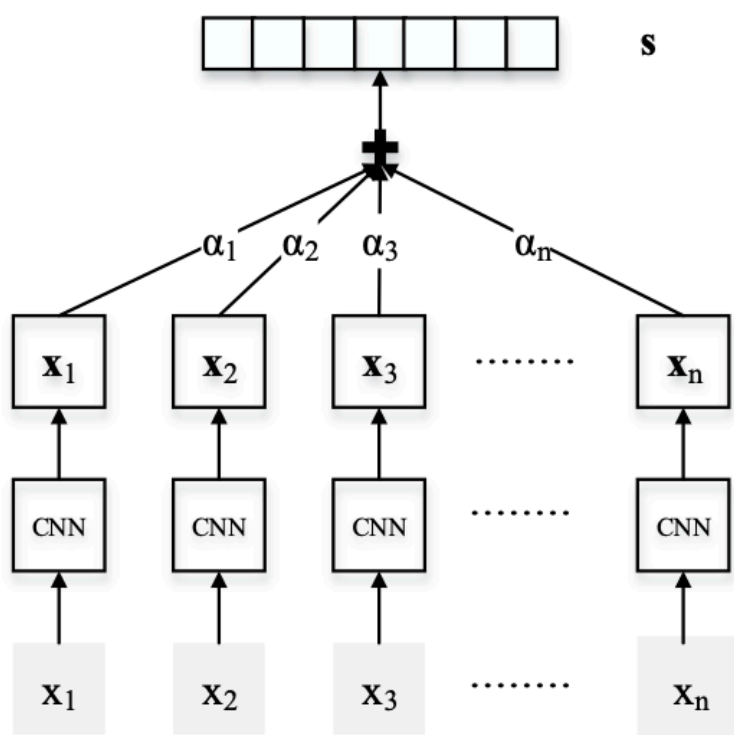 s
α1 α2 α3 αn
x1 x2 x3 ........ xn
CNN CNN CNN ........ CNN
x1 x2 x3 ........ xn